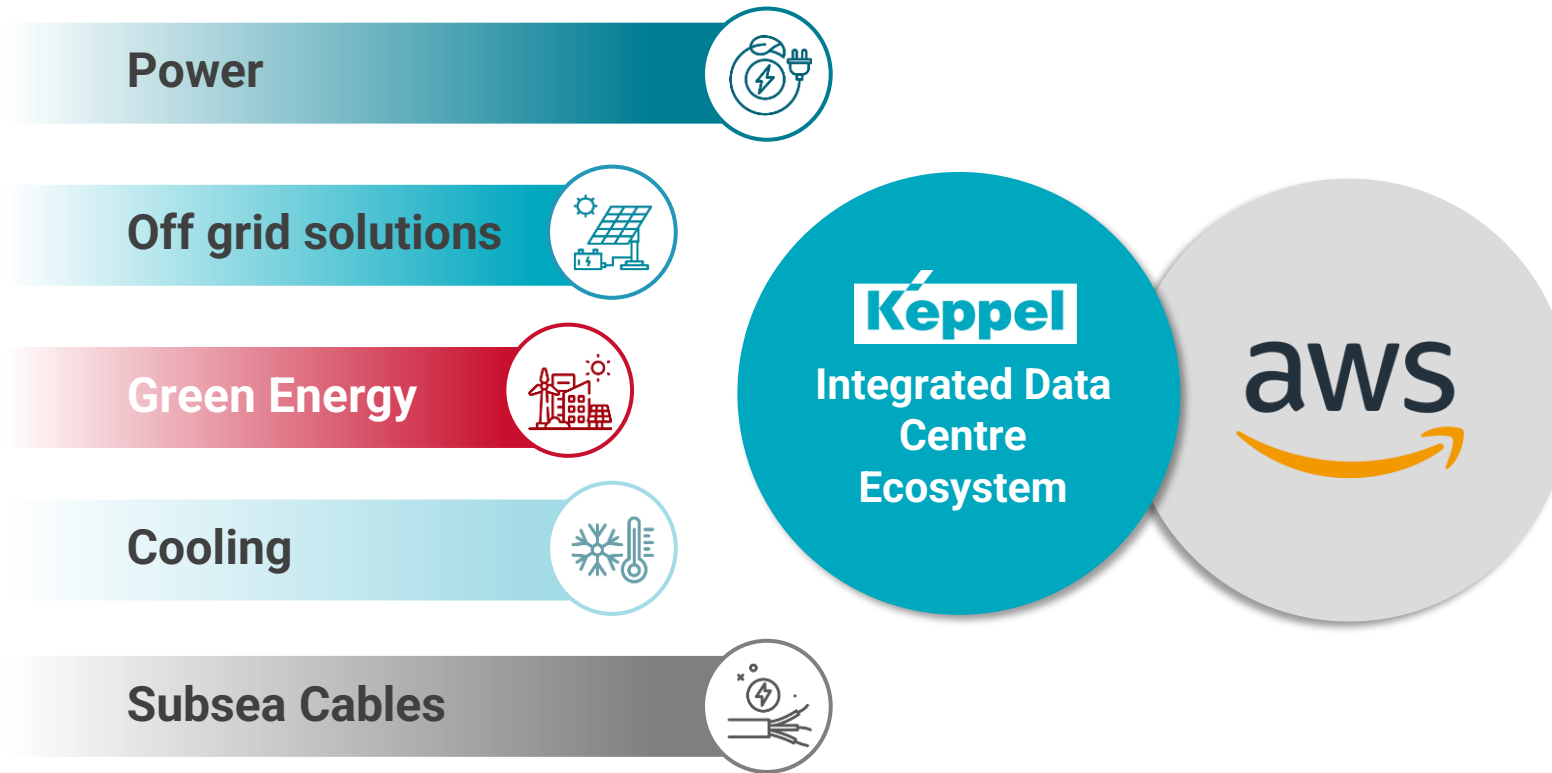 Power
Off grid solutions
Green Energy
Cooling
Subsea Cables
Keppel
Integrated Data
Centre
Ecosystem
aws